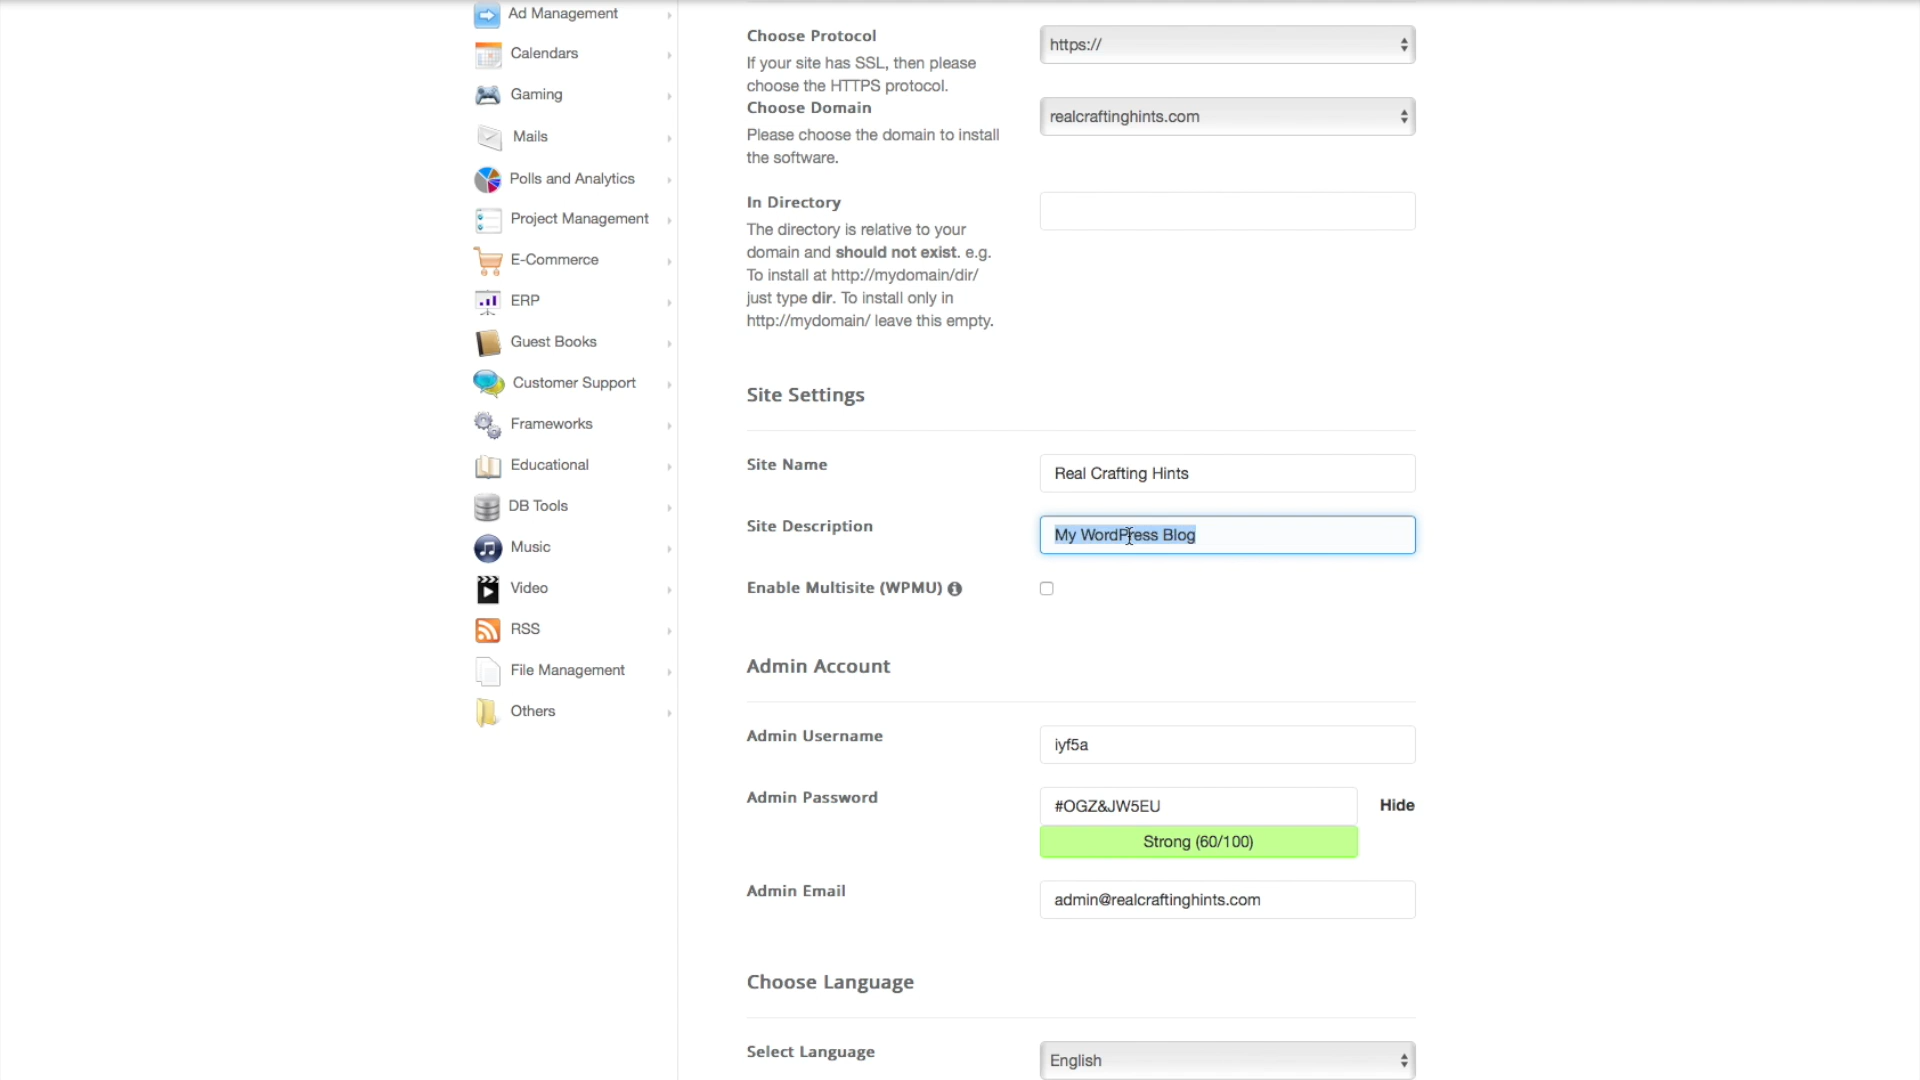 Ad Management
Calendars
Gaming
Mails
Polls and Analytics
Project Management
E-Commerce
ERP
Guest Books
Customer Support
Frameworks
Educational
DB Tools
Music
Video
RSS
File Management
Others
Choose Protocol
https://
If your site has SSL, then please
choose the HTTPS protocol.
Choose Domain
realcraftinghints.com
Please choose the domain to install
the software.
In Directory
The directory is relative to your
domain and should not exist. e.g.
To install at http://mydomain/dir/
just type dir. To install only in
http://mydomain/ leave this empty.
Site Settings
Site Name
Real Crafting Hints
Site Description
My WordPress Blog
Enable Multisite (WPMU)
Admin Account
Admin Username
iyf5a
Admin Password
#OGZ&JW5EU
Hide
Strong (60/100)
Admin Email
admin@realcraftinghints.com
Choose Language
Select Language
English